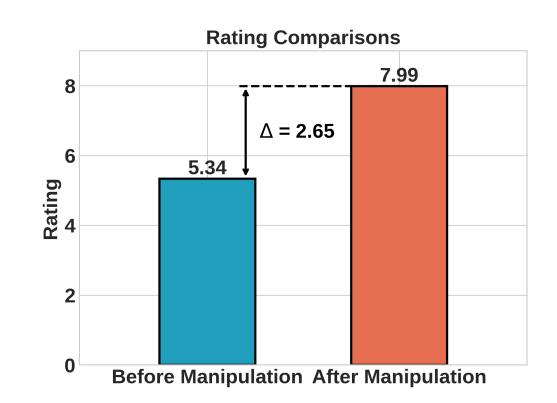 Rating Comparisons
7.99
8
Δ = 2.65
6
5.34
Rating
4
2
0
Before Manipulation After Manipulation